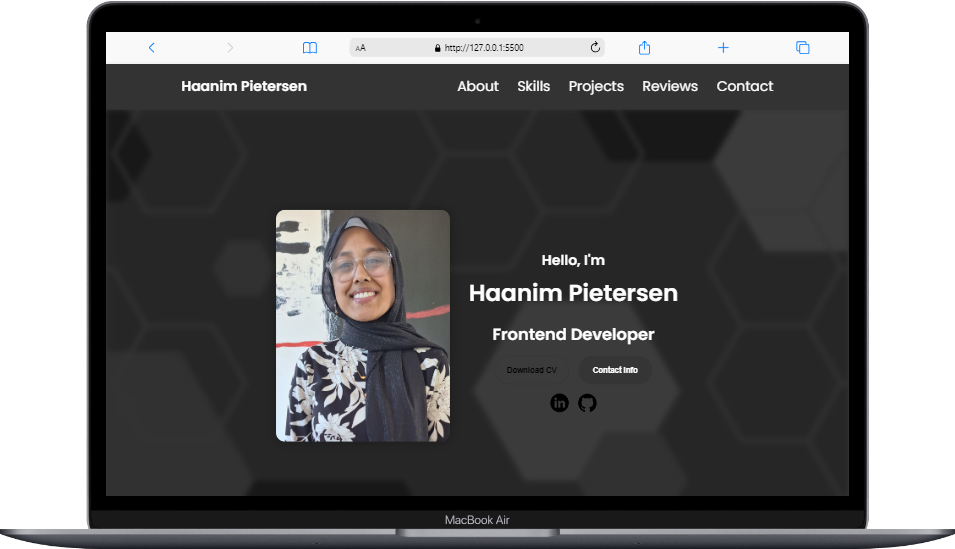 AA
http://127.0.0.1:5500
Haanim Pietersen
About Skills Projects Reviews Contact
Hello, I'm
Haanim Pietersen
Frontend Developer
Download CV
Contact Info
in
MacBook Air